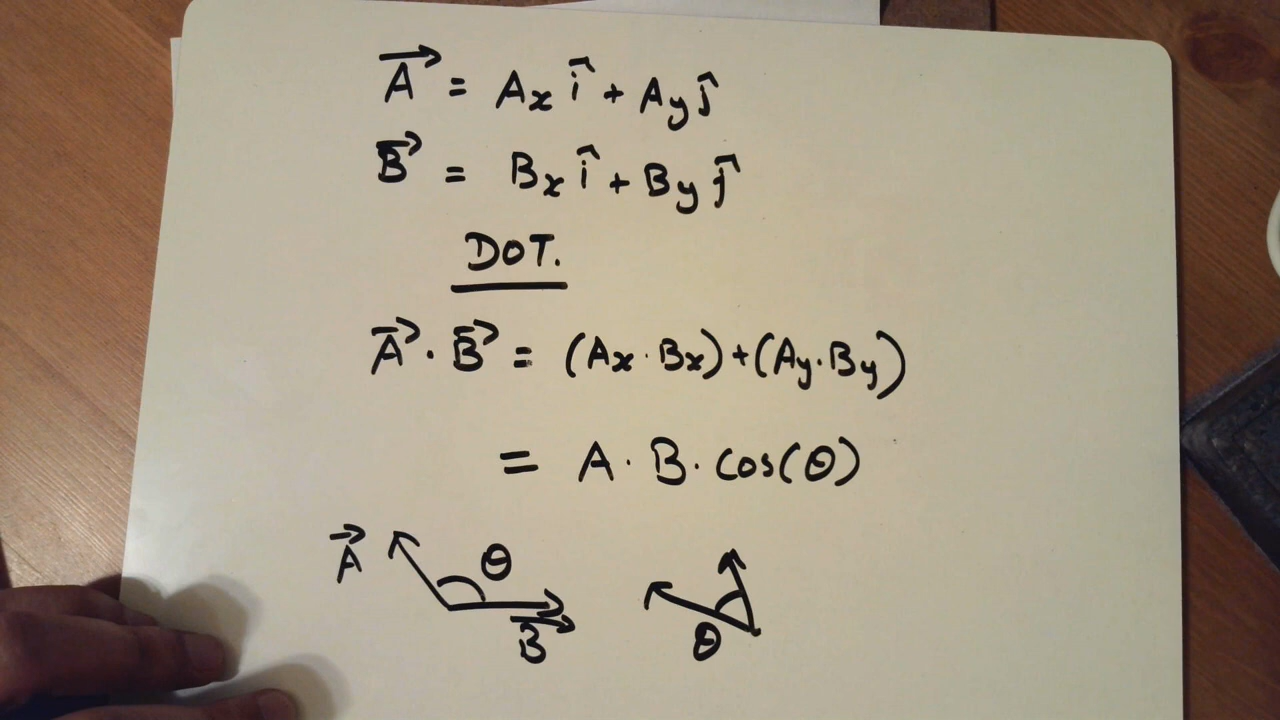 A⃗ = Ax î + Ay ĵ
B⃗ = Bx î + By ĵ
DOT.
A⃗ · B⃗ = (Ax · Bx) + (Ay · By)
= A · B · cos(θ)
A⃗ θ
B⃗ θ